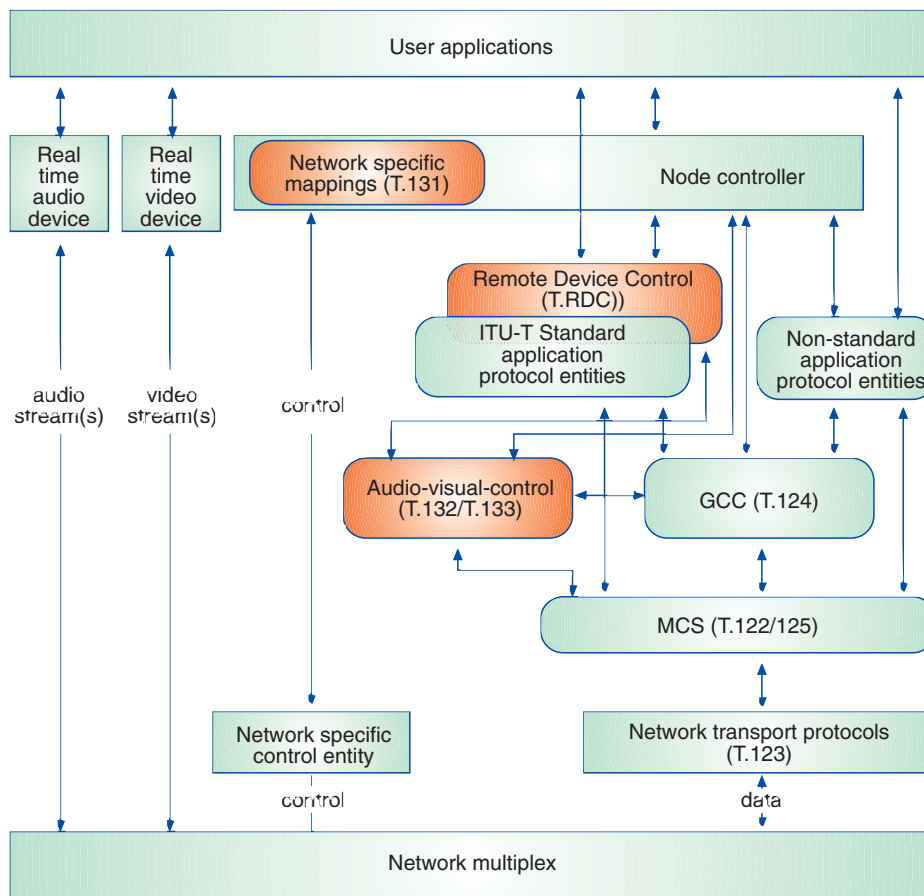 User applications
Real
time
audio
device
Real
time
video
device
Network specific
mappings (T.131)
Node controller
Remote Device Control
(T.RDC))
ITU-T Standard
application
protocol entities
Non-standard
application
protocol entities
audio
stream(s)
video
stream(s)
control
Audio-visual-control
(T.132/T.133)
GCC (T.124)
MCS (T.122/125)
Network specific
control entity
Network transport protocols
(T.123)
control
data
Network multiplex